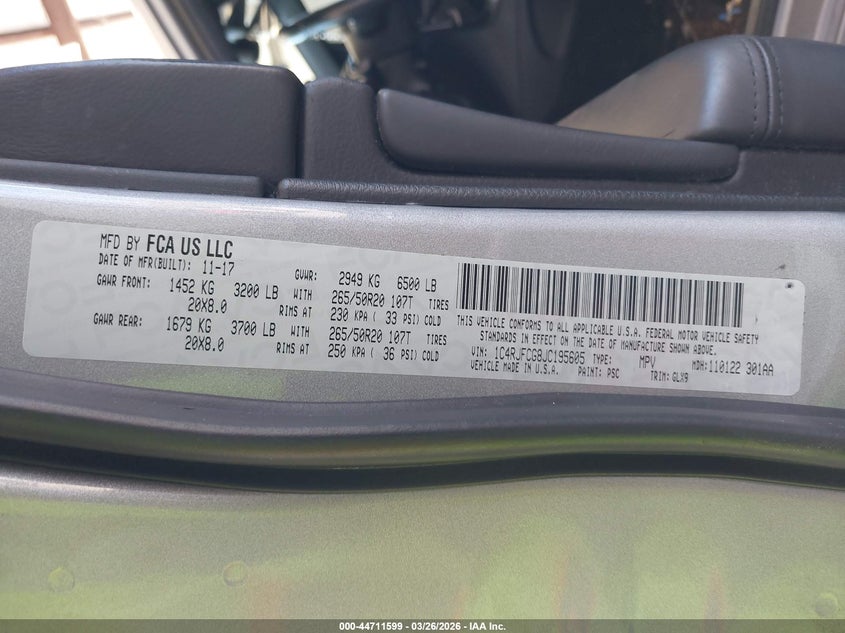 MFD BY FCA US LLC
DATE OF MFR(BUILT): 11-17 GVWR: 2949 KG 6500 LB
GAWR FRONT: 1452 KG 3200 LB WITH 265/50R20 107T TIRES
20X8.0 RIMS AT 230 KPA ( 33 PSI) COLD
GAWR REAR: 1679 KG 3700 LB WITH 265/50R20 107T TIRES
20X8.0 RIMS AT 250 KPA ( 36 PSI) COLD
THIS VEHICLE CONFORMS TO ALL APPLICABLE U.S.A. FEDERAL MOTOR VEHICLE SAFETY
STANDARDS IN EFFECT ON THE DATE OF MANUFACTURE SHOWN ABOVE.
VIN: 1C4RJFCG8JC195605 TYPE: MPV MDH: 110122 301AA
VEHICLE MADE IN U.S.A. PAINT: PSC TRIM: GLX9
000-44711599 — 03/26/2026 — IAA Inc.